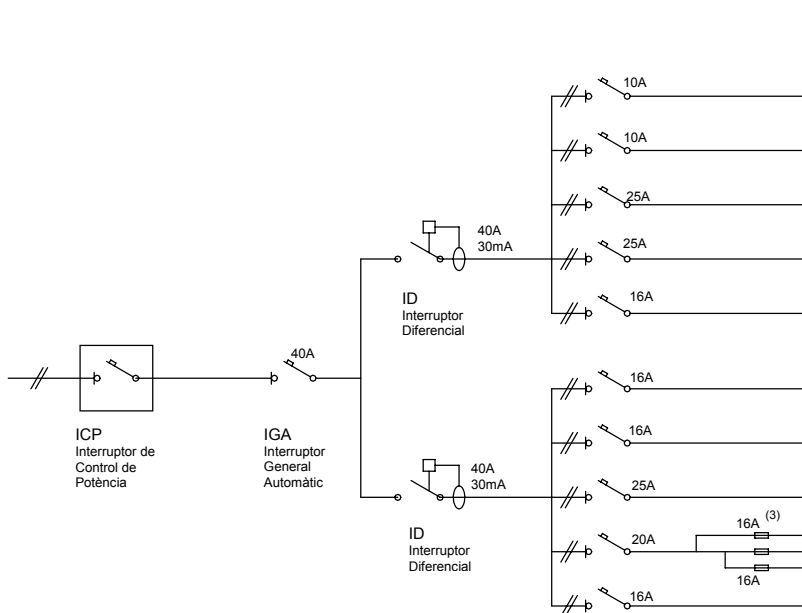 10A
10A
25A
25A
16A
40A
30mA
ID
Interruptor
Diferencial
40A
ICP
Interruptor de
Control de
Potència
IGA
Interruptor
General
Automàtic
40A
30mA
ID
Interruptor
Diferencial
16A
16A
25A
20A
16A (3)
16A
16A